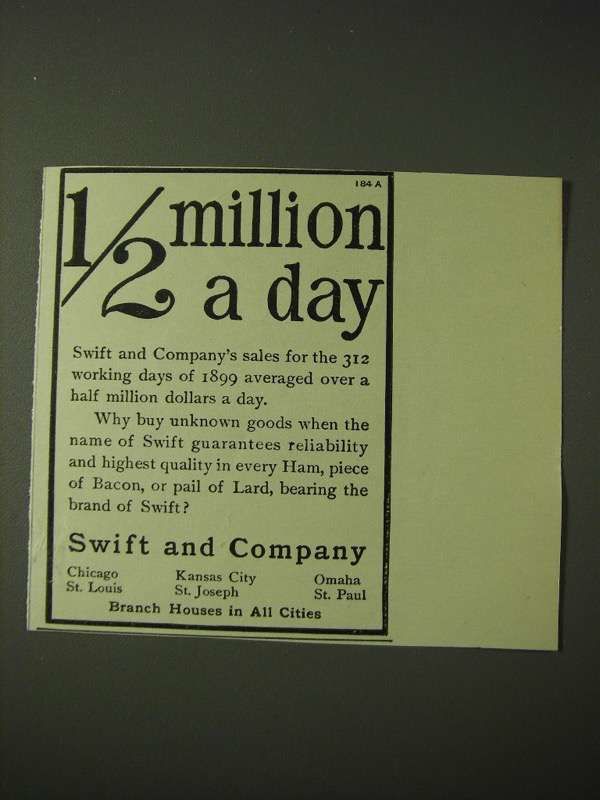 184 A
1/2 million
a day
Swift and Company's sales for the 312
working days of 1899 averaged over a
half million dollars a day.
Why buy unknown goods when the
name of Swift guarantees reliability
and highest quality in every Ham, piece
of Bacon, or pail of Lard, bearing the
brand of Swift?
Swift and Company
Chicago Kansas City Omaha
St. Louis St. Joseph St. Paul
Branch Houses in All Cities